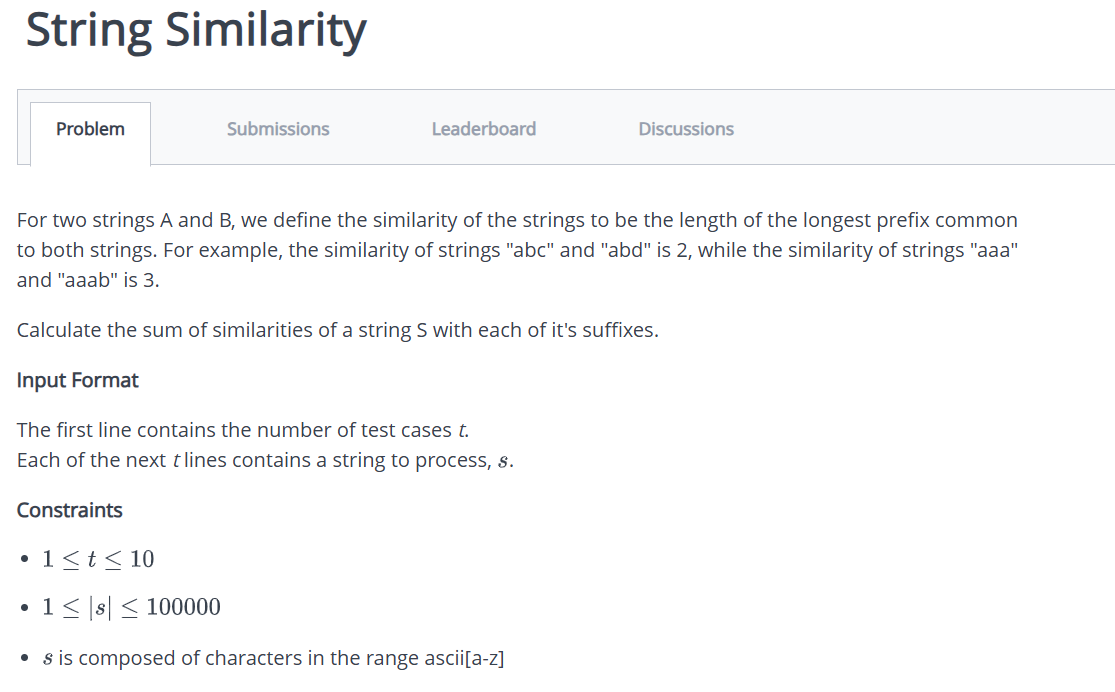 String Similarity
Problem Submissions Leaderboard Discussions
For two strings A and B, we define the similarity of the strings to be the length of the longest prefix common
to both strings. For example, the similarity of strings "abc" and "abd" is 2, while the similarity of strings "aaa"
and "aaab" is 3.
Calculate the sum of similarities of a string S with each of it's suffixes.
Input Format
The first line contains the number of test cases t.
Each of the next t lines contains a string to process, s.
Constraints
• 1 ≤ t ≤ 10
• 1 ≤ |s| ≤ 100000
• s is composed of characters in the range ascii[a-z]